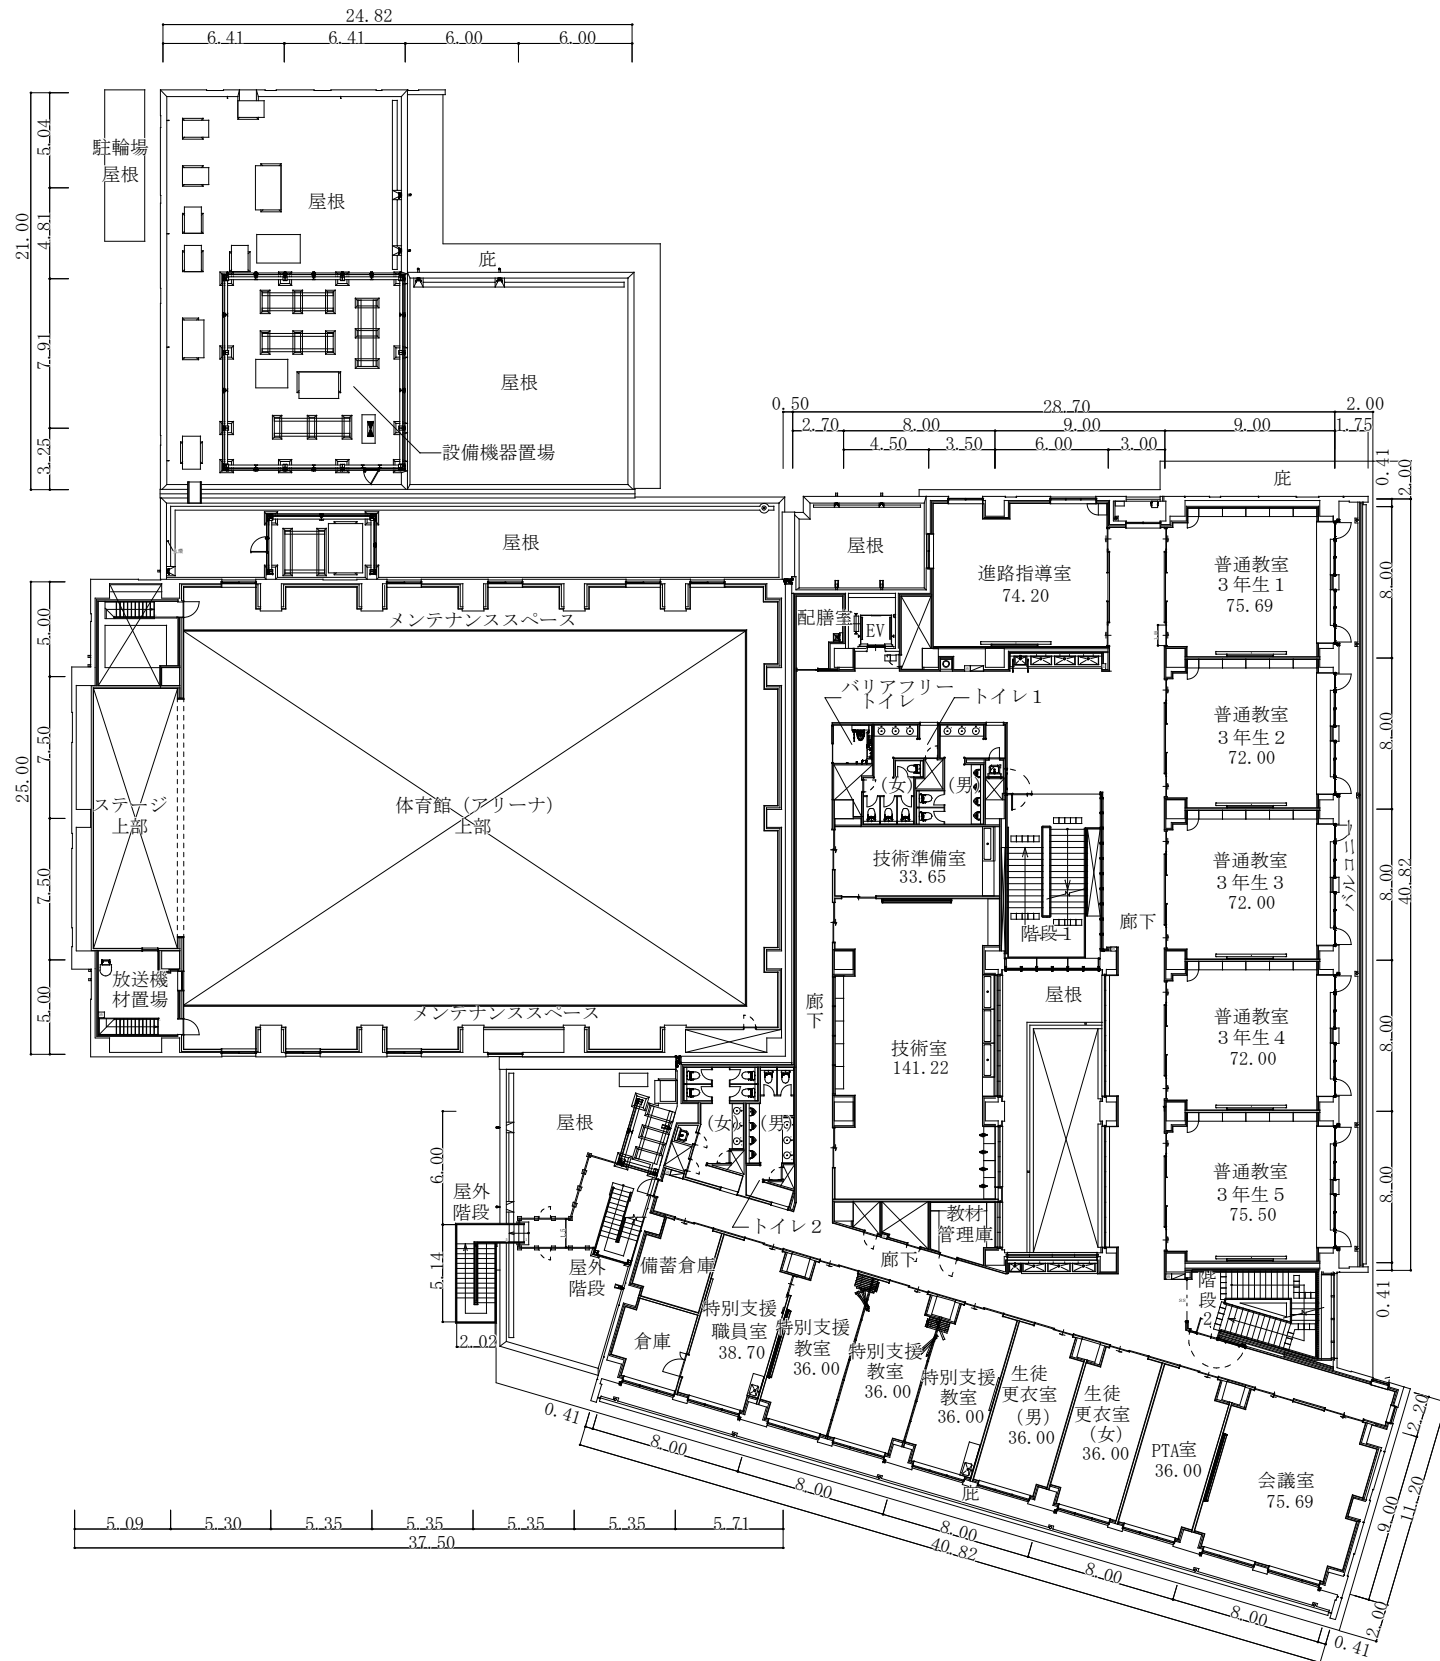 24.82
6.41
6.41
6.00
6.00
21.00
5.04
4.81
7.91
3.25
駐輪場
屋根
屋根
庇
屋根
設備機器置場
0.50
28.70
2.00
2.70
8.00
9.00
9.00
1.75
4.50
3.50
6.00
3.00
0.41
2.00
庇
屋根
屋根
進路指導室
74.20
普通教室
3年生1
75.69
8.00
配膳室
EV
メンテナンススペース
25.00
5.00
7.50
7.50
5.00
バリアフリー
トイレ
トイレ1
(女)
(男)
普通教室
3年生2
72.00
8.00
ステージ
上部
体育館(アリーナ)
上部
技術準備室
33.65
階段1
廊下
普通教室
3年生3
72.00
バルコニー
8.00
40.82
放送機
材置場
メンテナンススペース
廊
下
屋根
技術室
141.22
普通教室
3年生4
72.00
8.00
屋根
(女)
(男)
6.00
屋外
階段
5.14
2.02
屋外
階段
トイレ2
廊下
教材
管理庫
普通教室
3年生5
75.50
8.00
階
段
2
0.41
備蓄倉庫
倉庫
特別支援
職員室
38.70
特別支援
教室
36.00
特別支援
教室
36.00
特別支援
教室
36.00
生徒
更衣室
(男)
36.00
生徒
更衣室
(女)
36.00
PTA室
36.00
会議室
75.69
庇
0.41
8.00
8.00
8.00
8.00
8.00
40.82
0.41
2.20
9.00
11.20
2.00
5.09
5.30
5.35
5.35
5.35
5.35
5.71
37.50